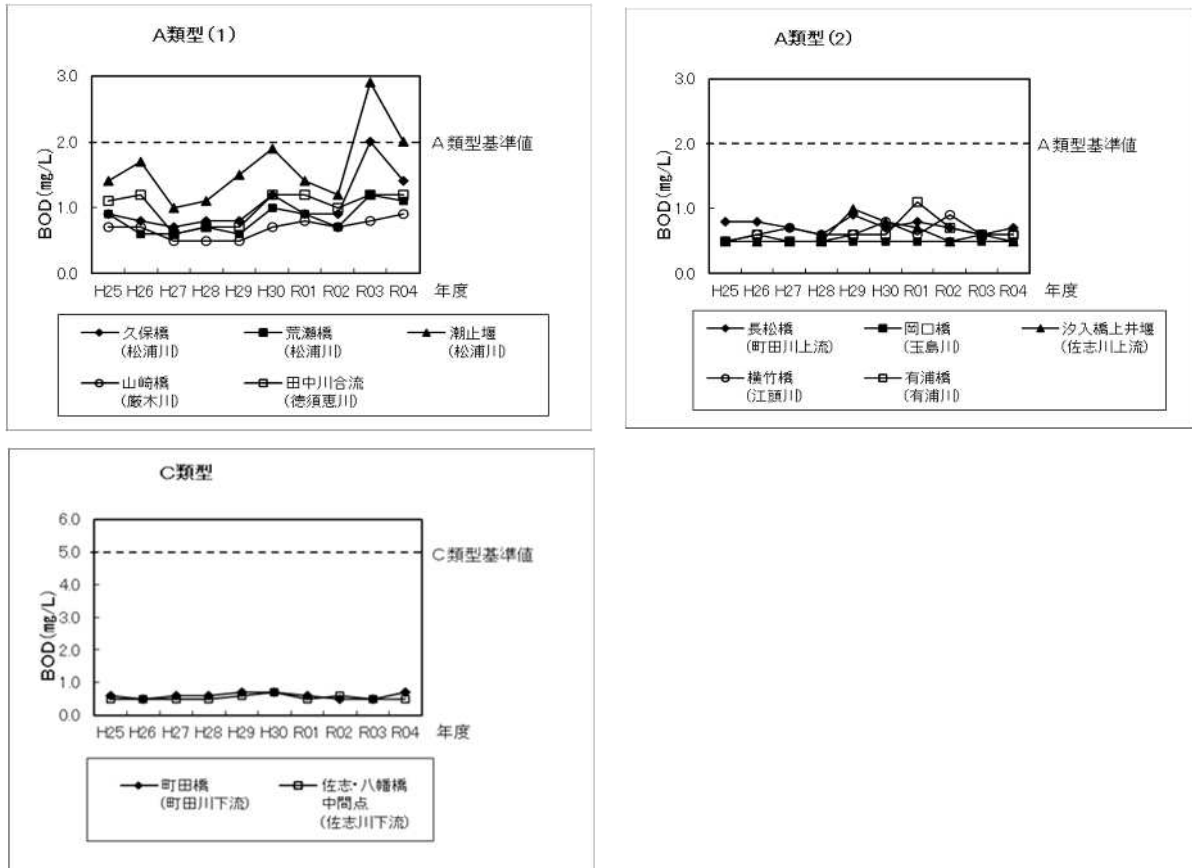 A類型(1)
3.0
2.0
1.0
0.0
BOD(㎎/L)
A類型基準値
H25 H26 H27 H28 H29 H30 R01 R02 R03 R04 年度
久保橋
(松浦川)
荒瀬橋
(松浦川)
潮止堰
(松浦川)
山崎橋
(厳木川)
田中川合流
(徳須恵川)
A類型(2)
3.0
2.0
1.0
0.0
BOD(㎎/L)
A類型基準値
H25 H26 H27 H28 H29 H30 R01 R02 R03 R04 年度
長松橋
(町田川上流)
岡口橋
(玉島川)
汐入橋上井堰
(佐志川上流)
横竹橋
(江頭川)
有浦橋
(有浦川)
C類型
6.0
5.0
4.0
3.0
2.0
1.0
0.0
BOD(㎎/L)
C類型基準値
H25 H26 H27 H28 H29 H30 R01 R02 R03 R04 年度
町田橋
(町田川下流)
佐志・八幡橋
中間点
(佐志川下流)